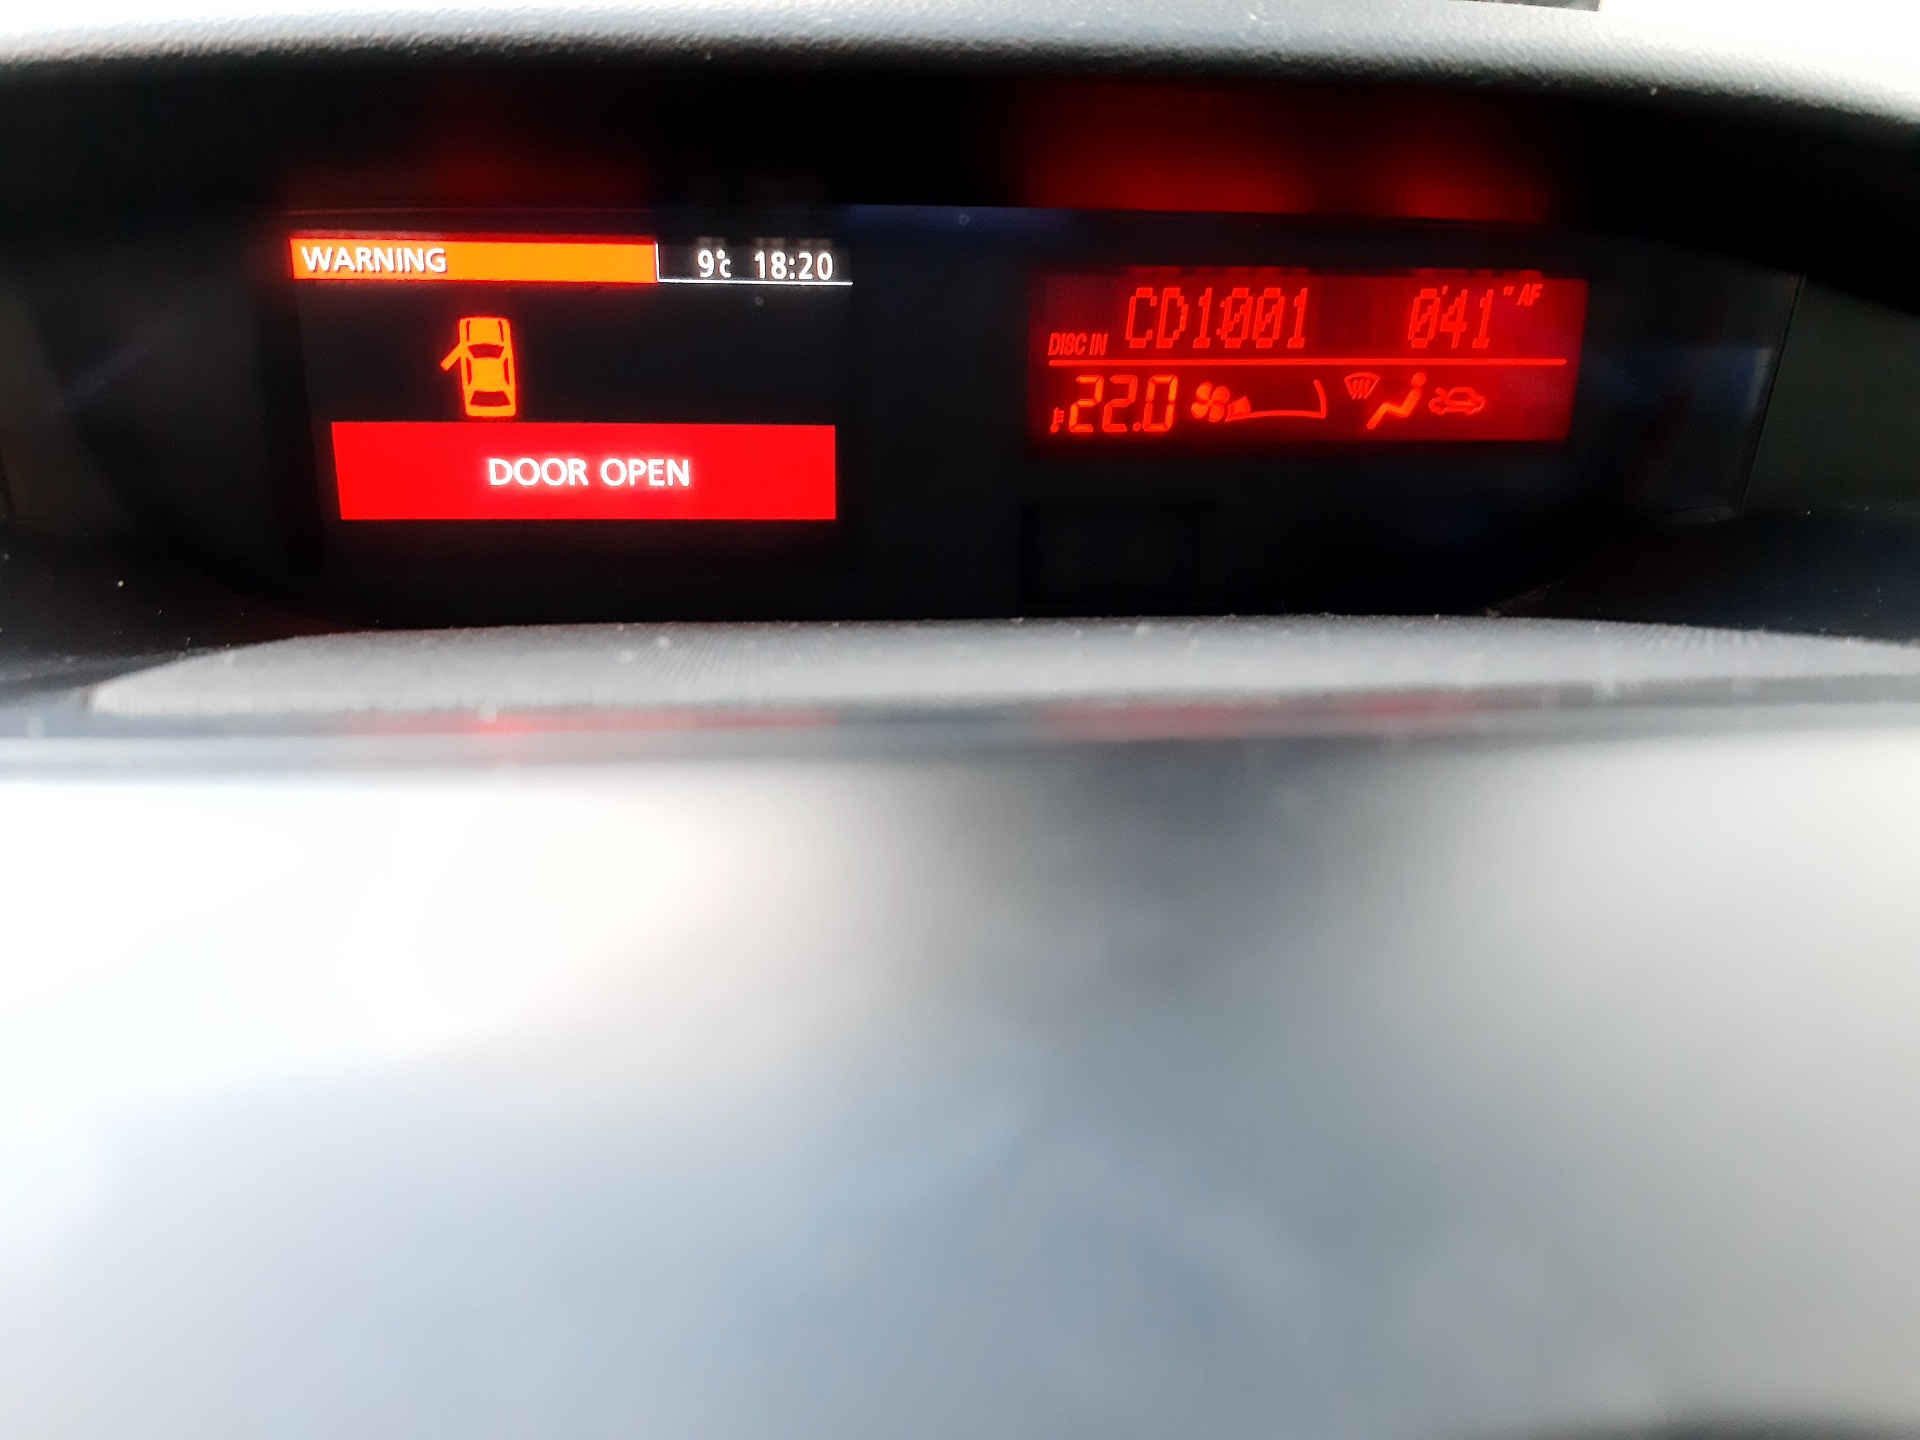 WARNING
9℃ 18:20
DOOR OPEN
DISC IN CD1001 0'41" AF
22.0